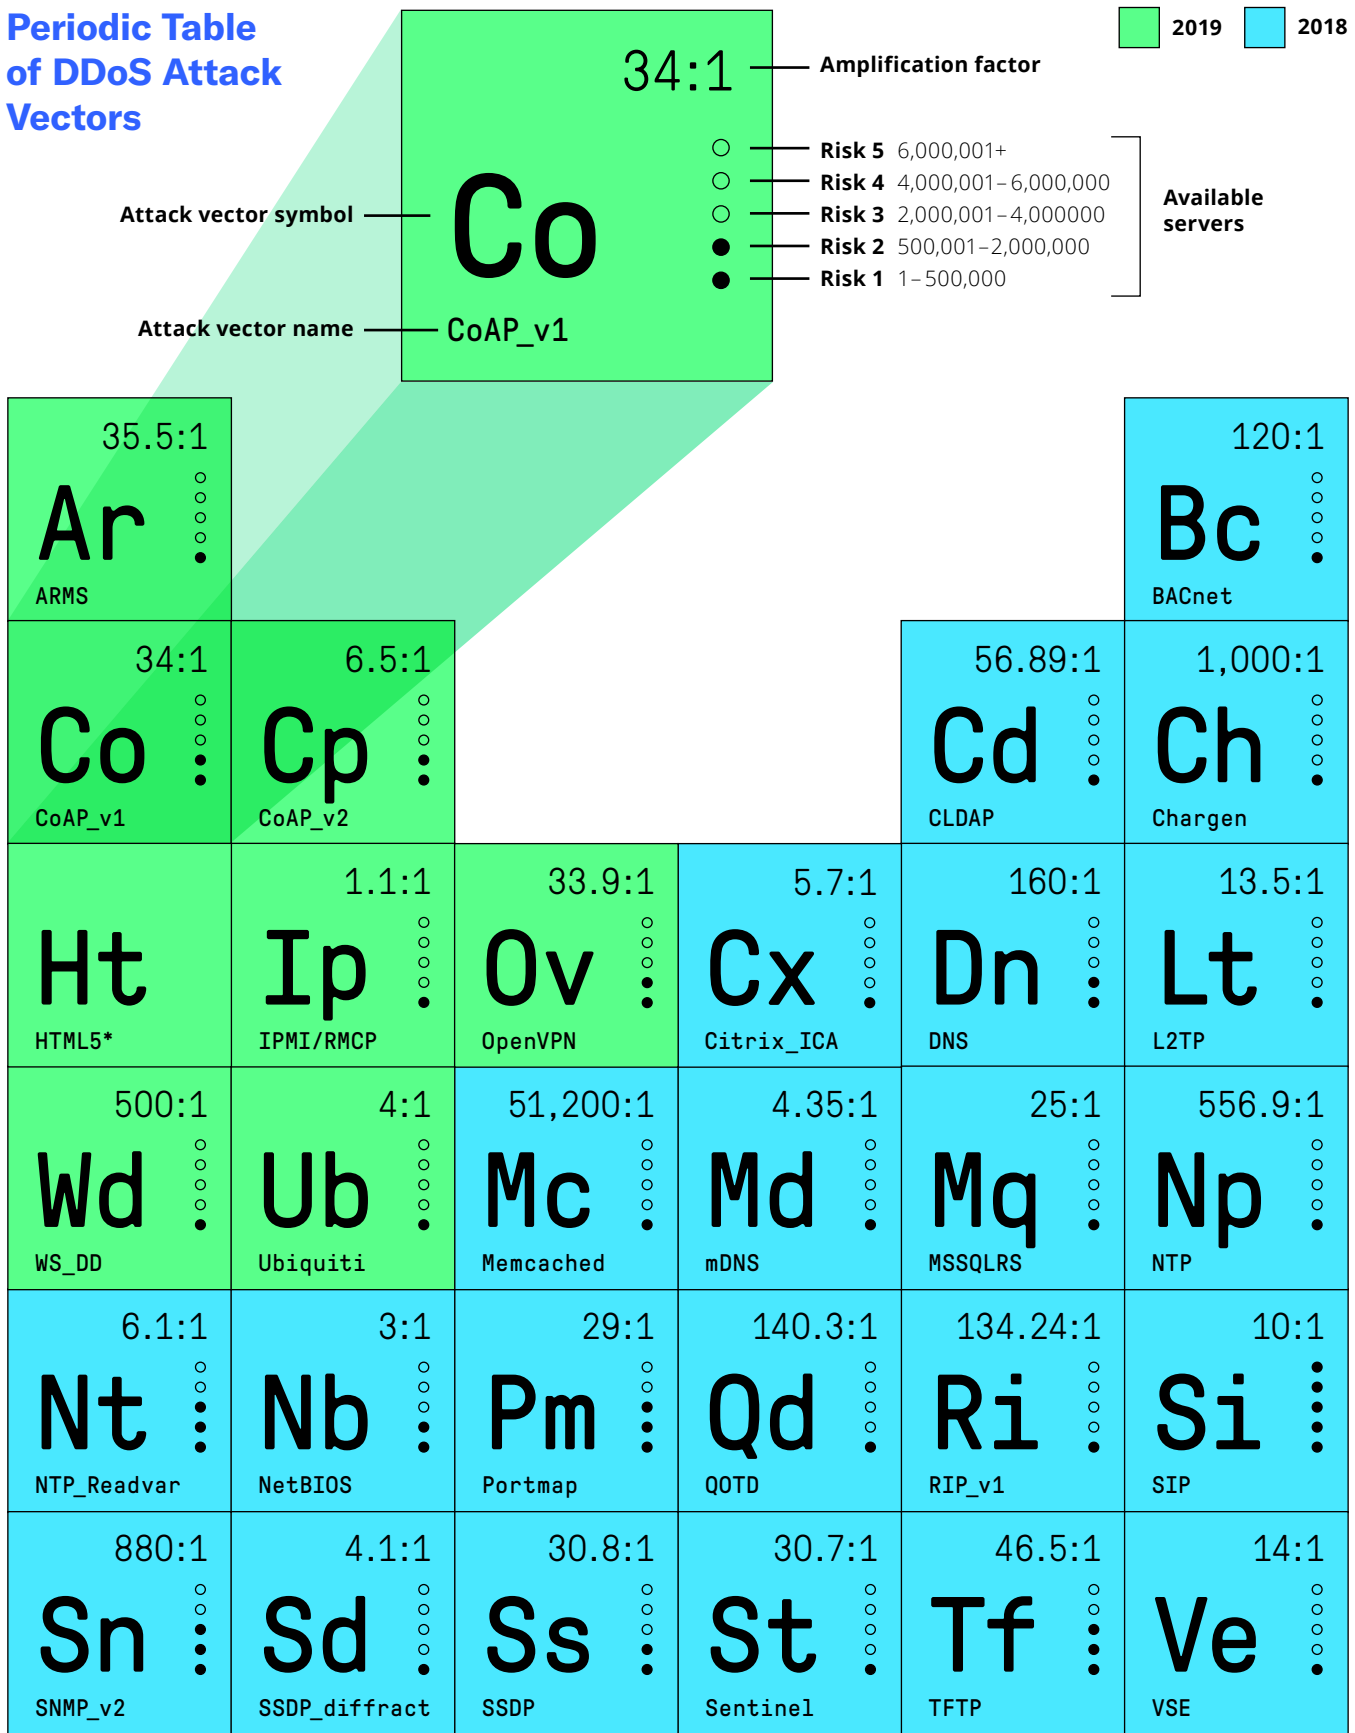 Periodic Table
of DDoS Attack
Vectors
2019
2018
34:1
Amplification factor
Risk 5 6,000,001+
Risk 4 4,000,001–6,000,000
Risk 3 2,000,001–4,000000
Risk 2 500,001–2,000,000
Risk 1 1–500,000
Available
servers
Attack vector symbol
Co
Attack vector name
CoAP_v1
35.5:1
Ar
ARMS
120:1
Bc
BACnet
34:1
Co
CoAP_v1
6.5:1
Cp
CoAP_v2
56.89:1
Cd
CLDAP
1,000:1
Ch
Chargen
Ht
HTML5*
1.1:1
Ip
IPMI/RMCP
33.9:1
Ov
OpenVPN
5.7:1
Cx
Citrix_ICA
160:1
Dn
DNS
13.5:1
Lt
L2TP
500:1
Wd
WS_DD
4:1
Ub
Ubiquiti
51,200:1
Mc
Memcached
4.35:1
Md
mDNS
25:1
Mq
MSSQLRS
556.9:1
Np
NTP
6.1:1
Nt
NTP_Readvar
3:1
Nb
NetBIOS
29:1
Pm
Portmap
140.3:1
Qd
QOTD
134.24:1
Ri
RIP_v1
10:1
Si
SIP
880:1
Sn
SNMP_v2
4.1:1
Sd
SSDP_diffract
30.8:1
Ss
SSDP
30.7:1
St
Sentinel
46.5:1
Tf
TFTP
14:1
Ve
VSE